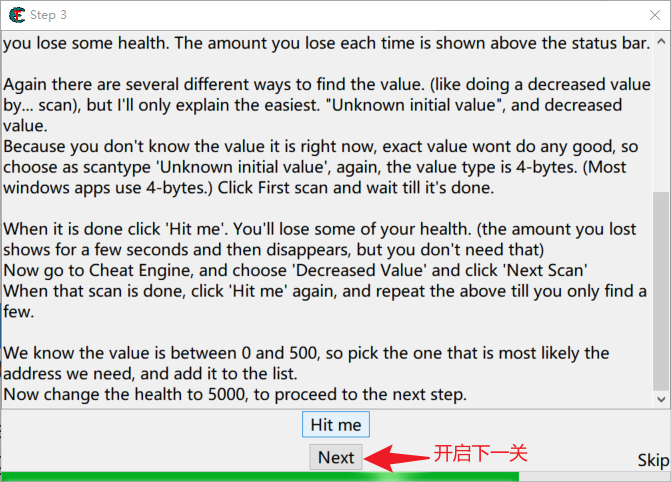 Step 3
you lose some health. The amount you lose each time is shown above the status bar.
Again there are several different ways to find the value. (like doing a decreased value
by... scan), but I'll only explain the easiest. "Unknown initial value", and decreased
value.
Because you don't know the value it is right now, exact value wont do any good, so
choose as scantype 'Unknown initial value', again, the value type is 4-bytes. (Most
windows apps use 4-bytes.) Click First scan and wait till it's done.
When it is done click 'Hit me'. You'll lose some of your health. (the amount you lost
shows for a few seconds and then disappears, but you don't need that)
Now go to Cheat Engine, and choose 'Decreased Value' and click 'Next Scan'
When that scan is done, click 'Hit me' again, and repeat the above till you only find a
few.
We know the value is between 0 and 500, so pick the one that is most likely the
address we need, and add it to the list.
Now change the health to 5000, to proceed to the next step.
Hit me
Next
开启下一关
Skip